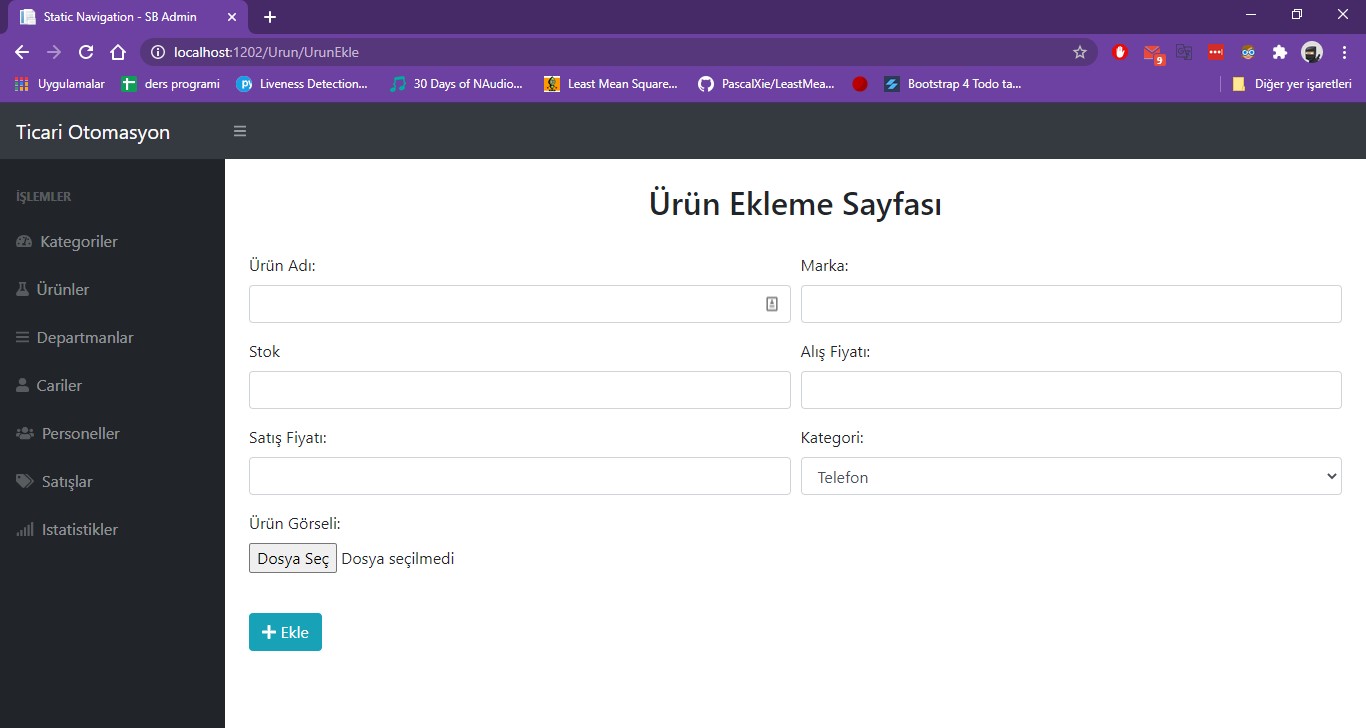 Static Navigation - SB Admin
localhost:1202/Urun/UrunEkle
9
Uygulamalar ders programi Liveness Detection... 30 Days of NAudio... Least Mean Square... PascalXie/LeastMea... Bootstrap 4 Todo ta... Diğer yer işaretleri
Ticari Otomasyon
İŞLEMLER
Kategoriler
Ürünler
Departmanlar
Cariler
Personeller
Satışlar
Istatistikler
Ürün Ekleme Sayfası
Ürün Adı: Marka:
Stok Alış Fiyatı:
Satış Fiyatı: Kategori:
Telefon
Ürün Görseli:
Dosya Seç Dosya seçilmedi
Ekle